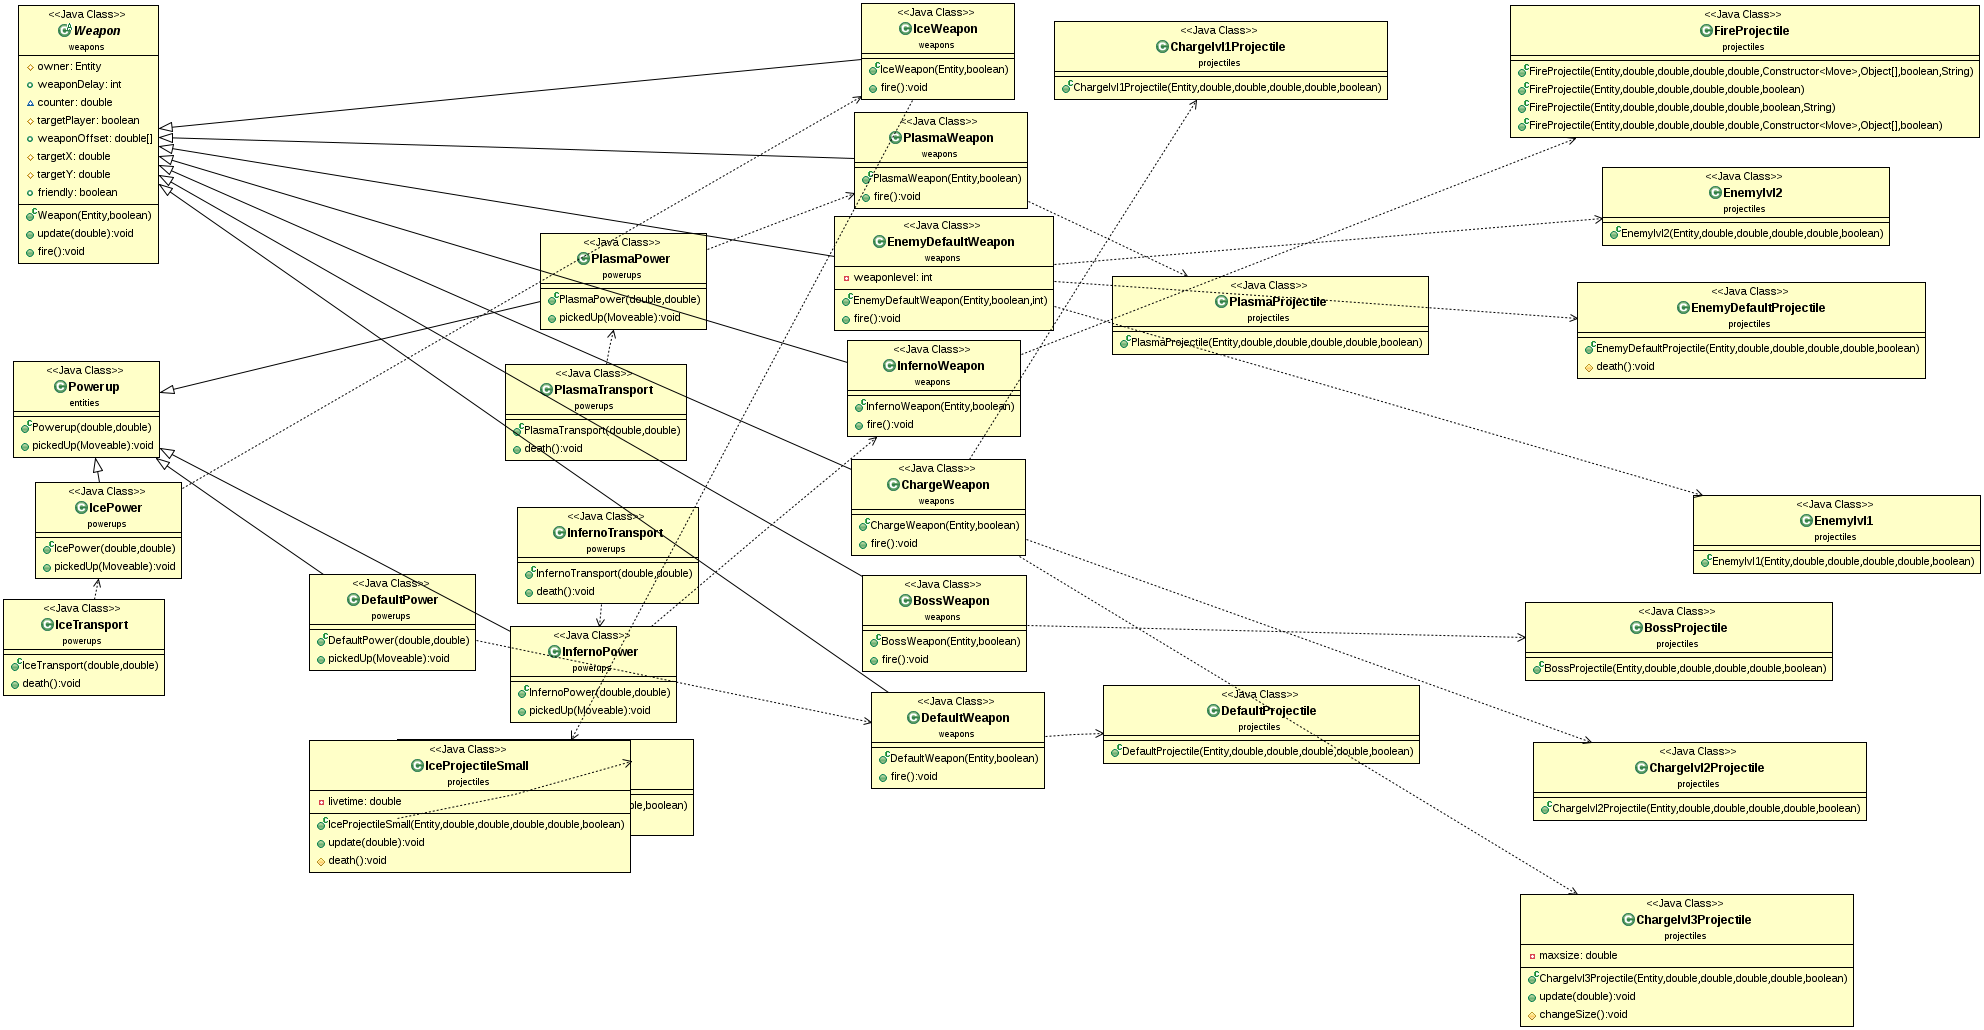 <<Java Class>>
Weapon
weapons
owner: Entity
weaponDelay: int
counter: double
targetPlayer: boolean
weaponOffset: double[]
targetX: double
targetY: double
friendly: boolean
Weapon(Entity,boolean)
update(double):void
fire():void
<<Java Class>>
IceWeapon
weapons
IceWeapon(Entity,boolean)
fire():void
<<Java Class>>
Chargelvl1Projectile
projectiles
Chargelvl1Projectile(Entity,double,double,double,double,boolean)
<<Java Class>>
FireProjectile
projectiles
FireProjectile(Entity,double,double,double,double,Constructor<Move>,Object[],boolean,String)
FireProjectile(Entity,double,double,double,double,boolean)
FireProjectile(Entity,double,double,double,double,boolean,String)
FireProjectile(Entity,double,double,double,double,Constructor<Move>,Object[],boolean)
<<Java Class>>
PlasmaWeapon
weapons
PlasmaWeapon(Entity,boolean)
fire():void
<<Java Class>>
Enemylvl2
projectiles
Enemylvl2(Entity,double,double,double,double,boolean)
<<Java Class>>
EnemyDefaultWeapon
weapons
weaponlevel: int
EnemyDefaultWeapon(Entity,boolean,int)
fire():void
<<Java Class>>
PlasmaPower
powerups
PlasmaPower(double,double)
pickedUp(Moveable):void
<<Java Class>>
PlasmaProjectile
projectiles
PlasmaProjectile(Entity,double,double,double,double,boolean)
<<Java Class>>
EnemyDefaultProjectile
projectiles
EnemyDefaultProjectile(Entity,double,double,double,double,boolean)
death():void
<<Java Class>>
InfernoWeapon
weapons
InfernoWeapon(Entity,boolean)
fire():void
<<Java Class>>
Powerup
entities
Powerup(double,double)
pickedUp(Moveable):void
<<Java Class>>
PlasmaTransport
powerups
PlasmaTransport(double,double)
death():void
<<Java Class>>
ChargeWeapon
weapons
ChargeWeapon(Entity,boolean)
fire():void
<<Java Class>>
IcePower
powerups
IcePower(double,double)
pickedUp(Moveable):void
<<Java Class>>
Enemylvl1
projectiles
Enemylvl1(Entity,double,double,double,double,boolean)
<<Java Class>>
InfernoTransport
powerups
InfernoTransport(double,double)
death():void
<<Java Class>>
DefaultPower
powerups
DefaultPower(double,double)
pickedUp(Moveable):void
<<Java Class>>
BossWeapon
weapons
BossWeapon(Entity,boolean)
fire():void
<<Java Class>>
IceTransport
powerups
IceTransport(double,double)
death():void
<<Java Class>>
BossProjectile
projectiles
BossProjectile(Entity,double,double,double,double,boolean)
<<Java Class>>
InfernoPower
powerups
InfernoPower(double,double)
pickedUp(Moveable):void
<<Java Class>>
DefaultWeapon
weapons
DefaultWeapon(Entity,boolean)
fire():void
<<Java Class>>
DefaultProjectile
projectiles
DefaultProjectile(Entity,double,double,double,double,boolean)
<<Java Class>>
IceProjectileSmall
projectiles
livetime: double
IceProjectileSmall(Entity,double,double,double,double,boolean)
update(double):void
death():void
ble,boolean)
<<Java Class>>
Chargelvl2Projectile
projectiles
Chargelvl2Projectile(Entity,double,double,double,double,boolean)
<<Java Class>>
Chargelvl3Projectile
projectiles
maxsize: double
Chargelvl3Projectile(Entity,double,double,double,double,boolean)
update(double):void
changeSize():void